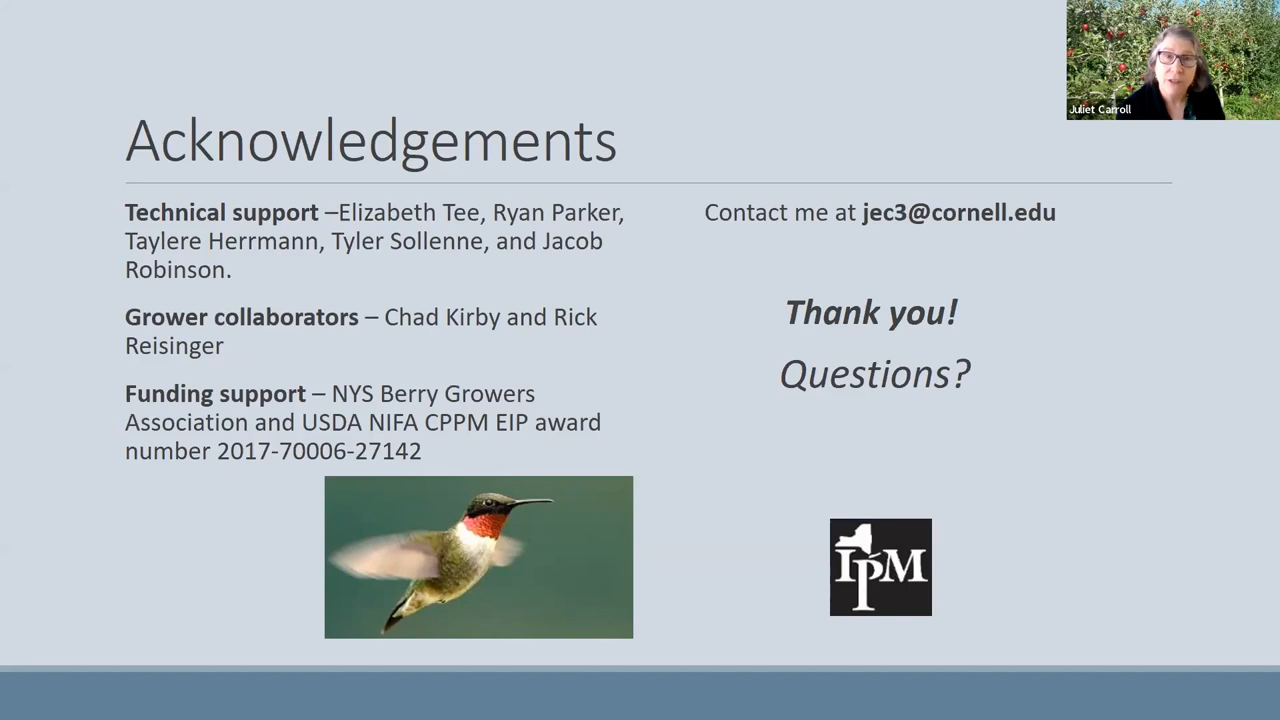 Juliet Carroll
Acknowledgements
Technical support –Elizabeth Tee, Ryan Parker,
Taylere Herrmann, Tyler Sollenne, and Jacob
Robinson.
Grower collaborators – Chad Kirby and Rick
Reisinger
Funding support – NYS Berry Growers
Association and USDA NIFA CPPM EIP award
number 2017-70006-27142
Contact me at jec3@cornell.edu
Thank you!
Questions?
IPM